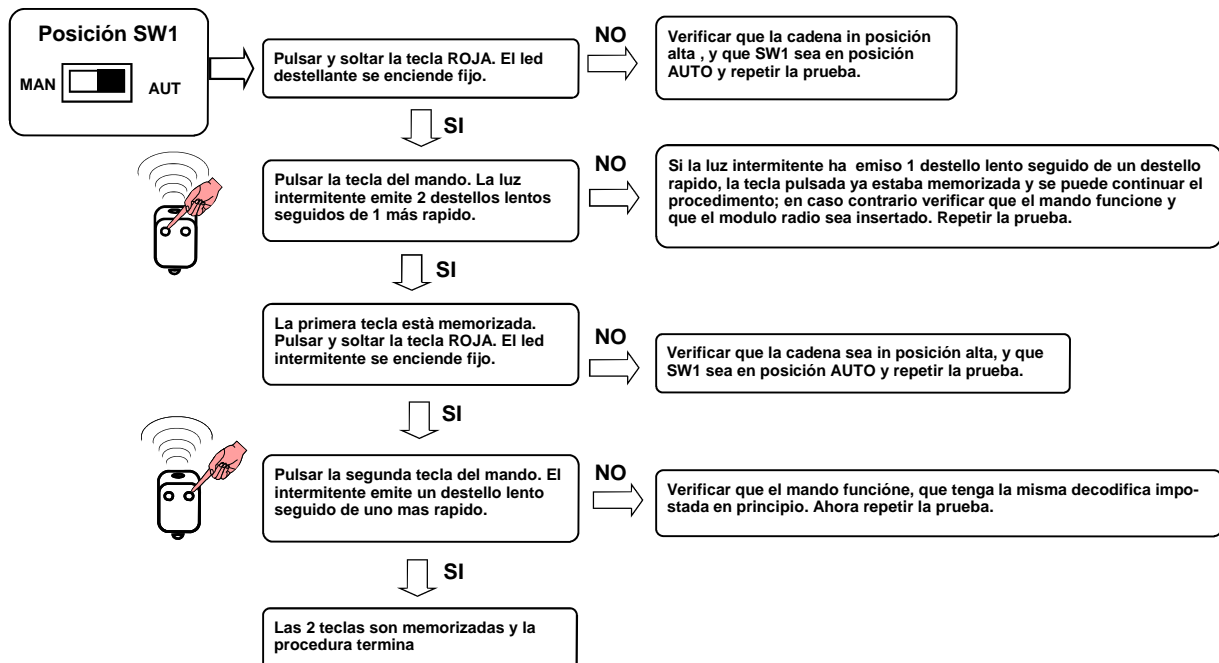 Posición SW1
MAN
AUT
Pulsar y soltar la tecla ROJA. El led
destellante se enciende fijo.
NO
Verificar que la cadena in posición
alta , y que SW1 sea en posición
AUTO y repetir la prueba.
SI
Pulsar la tecla del mando. La luz
intermitente emite 2 destellos lentos
seguidos de 1 más rapido.
NO
Si la luz intermitente ha emiso 1 destello lento seguido de un destello
rapido, la tecla pulsada ya estaba memorizada y se puede continuar el
procedimento; en caso contrario verificar que el mando funcione y
que el modulo radio sea insertado. Repetir la prueba.
SI
La primera tecla està memorizada.
Pulsar y soltar la tecla ROJA. El led
intermitente se enciende fijo.
NO
Verificar que la cadena sea in posición alta, y que
SW1 sea en posición AUTO y repetir la prueba.
SI
Pulsar la segunda tecla del mando. El
intermitente emite un destello lento
seguido de uno mas rapido.
NO
Verificar que el mando funcióne, que tenga la misma decodifica impo-
stada en principio. Ahora repetir la prueba.
SI
Las 2 teclas son memorizadas y la
procedura termina